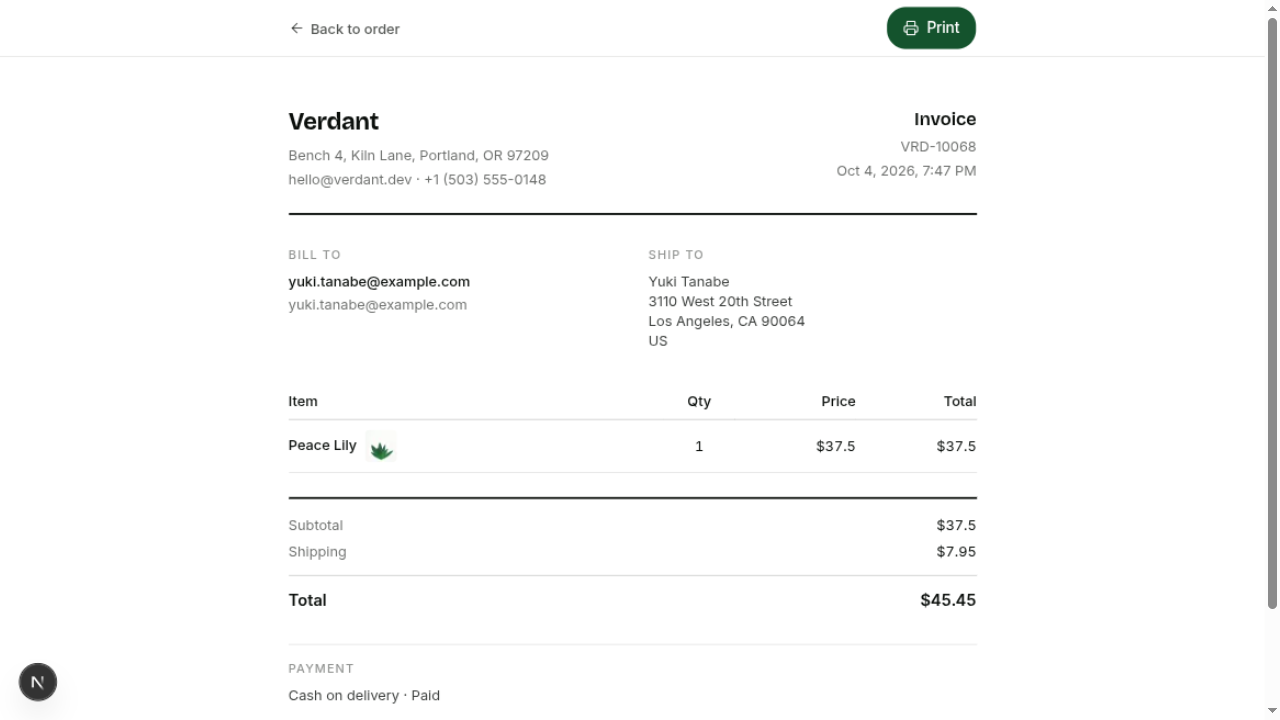 Back to order
Print
Verdant
Invoice
Bench 4, Kiln Lane, Portland, OR 97209
VRD-10068
hello@verdant.dev · +1 (503) 555-0148
Oct 4, 2026, 7:47 PM
BILL TO
yuki.tanabe@example.com
yuki.tanabe@example.com
SHIP TO
Yuki Tanabe
3110 West 20th Street
Los Angeles, CA 90064
US
Item Qty Price Total
Peace Lily 1 $37.5 $37.5
Subtotal $37.5
Shipping $7.95
Total $45.45
PAYMENT
Cash on delivery · Paid
N